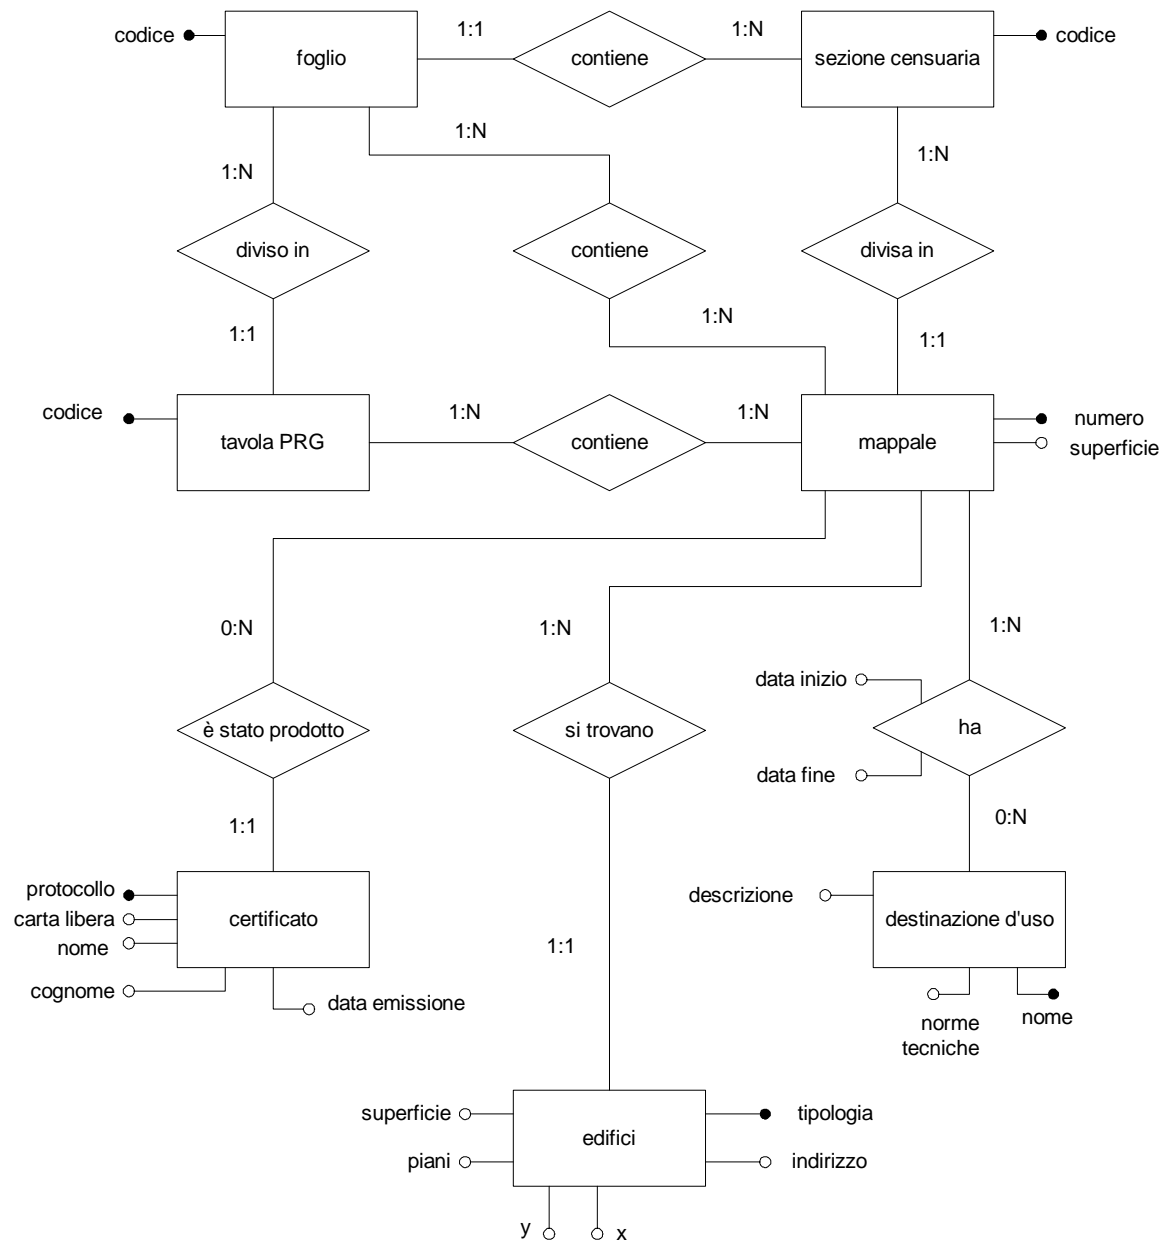 codice
foglio
1:1
contiene
1:N
sezione censuaria
codice
1:N
1:N
1:N
diviso in
contiene
divisa in
1:1
1:N
1:1
codice
tavola PRG
1:N
contiene
1:N
mappale
numero
superficie
0:N
1:N
1:N
data inizio
è stato prodotto
si trovano
ha
data fine
1:1
0:N
protocollo
carta libera
nome
cognome
certificato
data emissione
descrizione
destinazione d'uso
1:1
norme
tecniche
nome
superficie
piani
edifici
tipologia
indirizzo
y
x